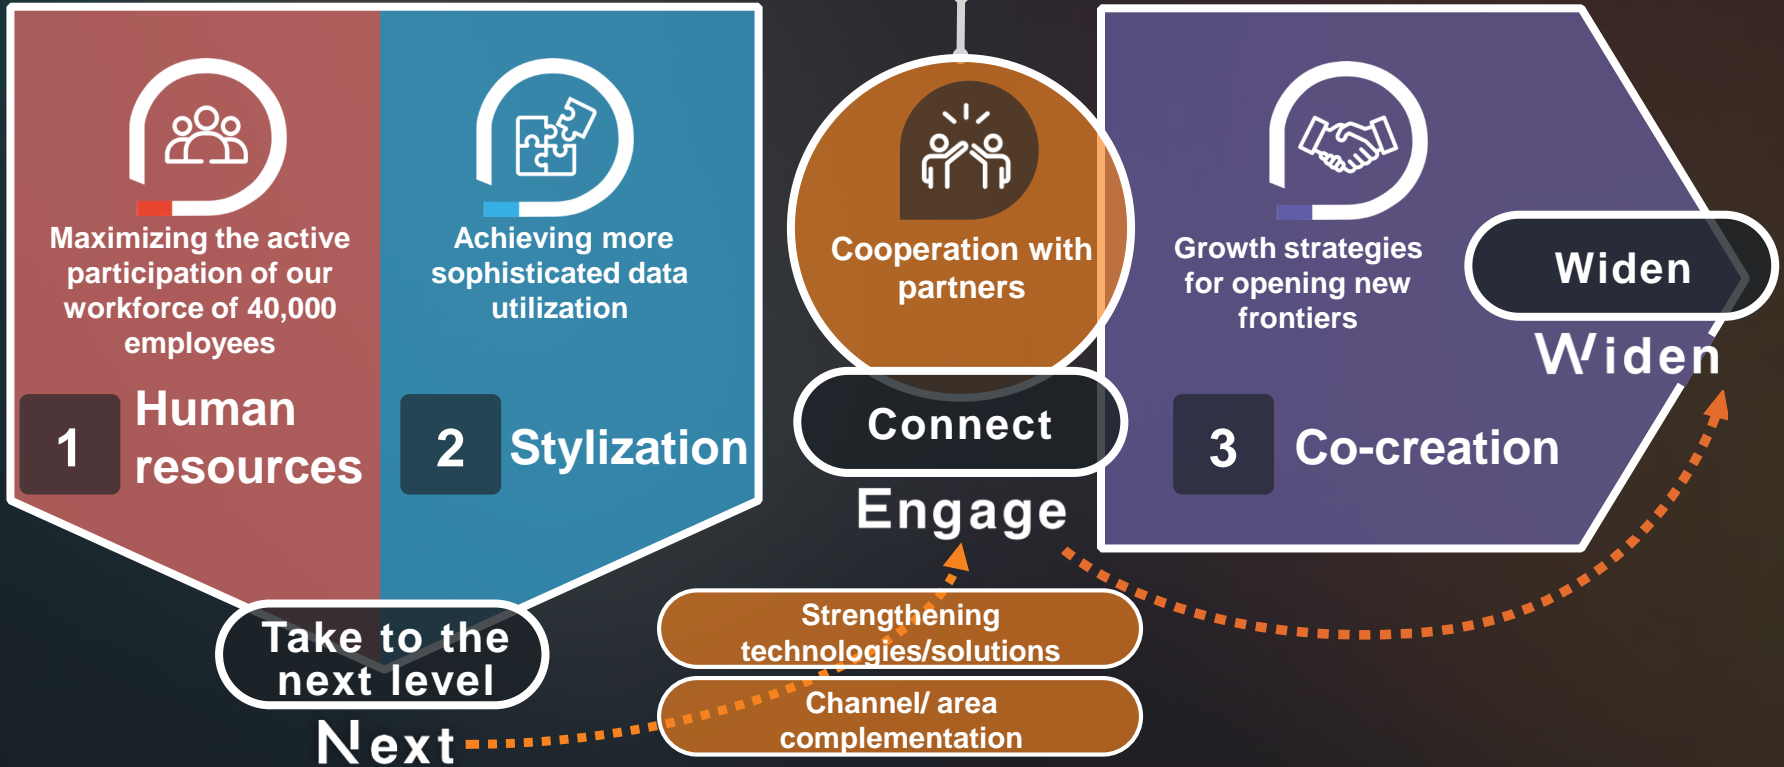 Maximizing the active
participation of our
workforce of 40,000
employees
1
Human
resources
Achieving more
sophisticated data
utilization
2
Stylization
Take to the
next level
Next
Cooperation with
partners
Connect
Engage
Strengthening
technologies/solutions
Channel/ area
complementation
Growth strategies
for opening new
frontiers
3
Co-creation
Widen
Widen